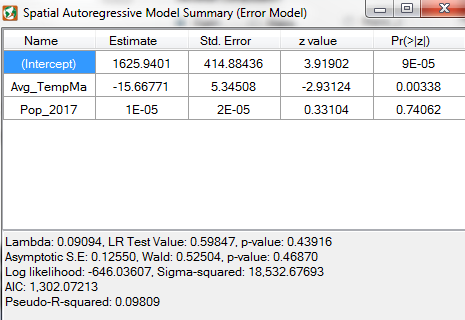 Spatial Autoregressive Model Summary (Error Model)
Name Estimate Std. Error z value Pr(>|z|)
(Intercept) 1625.9401 414.88436 3.91902 9E-05
Avg_TempMa -15.66771 5.34508 -2.93124 0.00338
Pop_2017 1E-05 2E-05 0.33104 0.74062
Lambda: 0.09094, LR Test Value: 0.59847, p-value: 0.43916
Asymptotic S.E: 0.12550, Wald: 0.52504, p-value: 0.46870
Log likelihood: -646.03607, Sigma-squared: 18,532.67693
AIC: 1,302.07213
Pseudo-R-squared: 0.09809